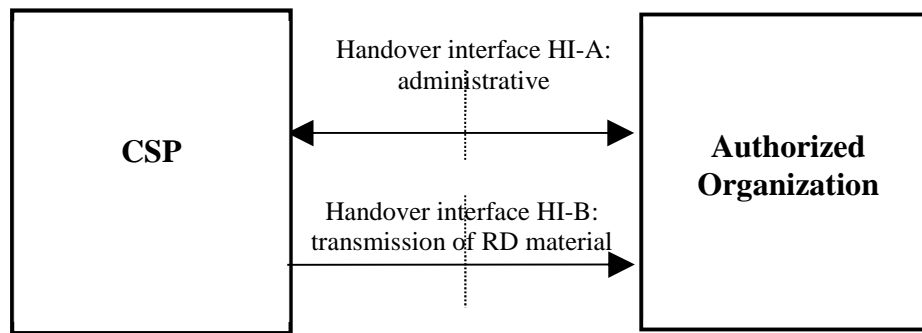 Handover interface HI-A:
administrative
CSP
Authorized
Organization
Handover interface HI-B:
transmission of RD material